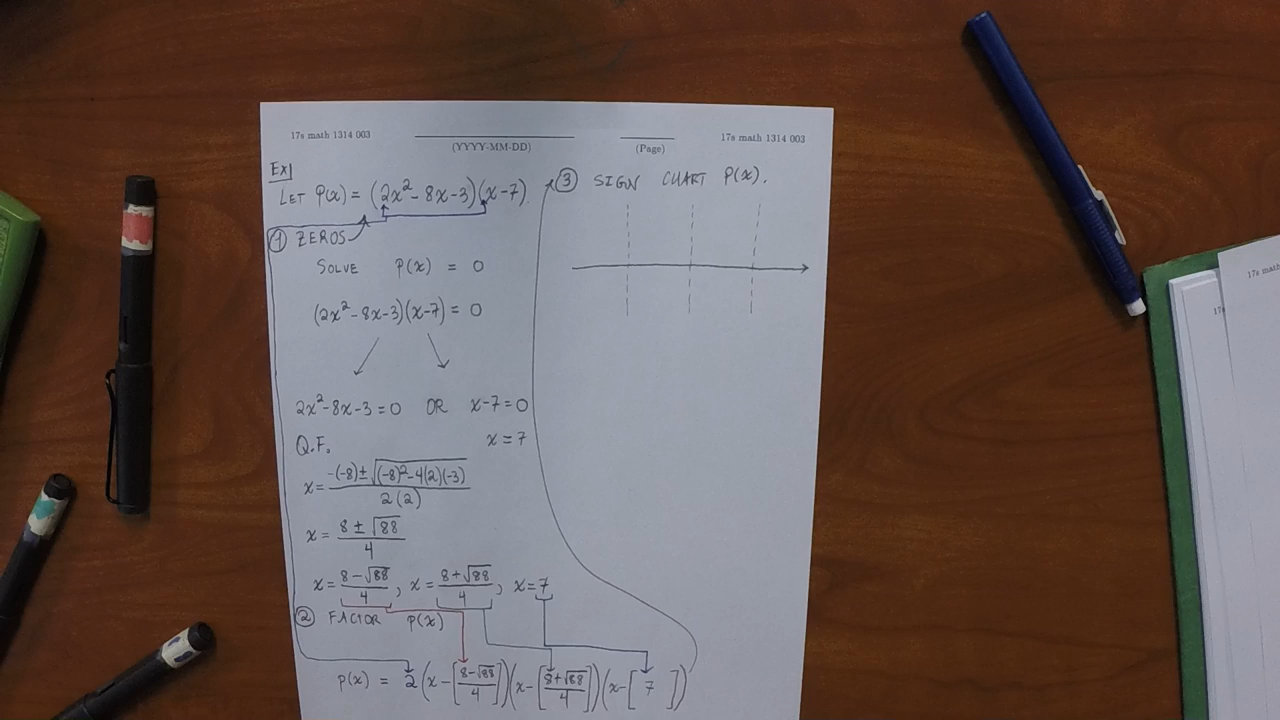 17s math 1314 003
(YYYY-MM-DD)
(Page)
17s math 1314 003
Ex1
LET P(x) = (2x² - 8x - 3)(x - 7).
① ZEROS
SOLVE P(x) = 0
(2x² - 8x - 3)(x - 7) = 0
2x² - 8x - 3 = 0 OR x - 7 = 0
Q.F. x = 7
x = (-(-8) ± √((-8)² - 4(2)(-3))) / 2(2)
x = (8 ± √88) / 4
x = (8 - √88) / 4, x = (8 + √88) / 4, x = 7
② FACTOR P(x)
P(x) = 2(x - [(8 - √88) / 4])(x - [(8 + √88) / 4])(x - [7])
③ SIGN CHART P(x).
17s math